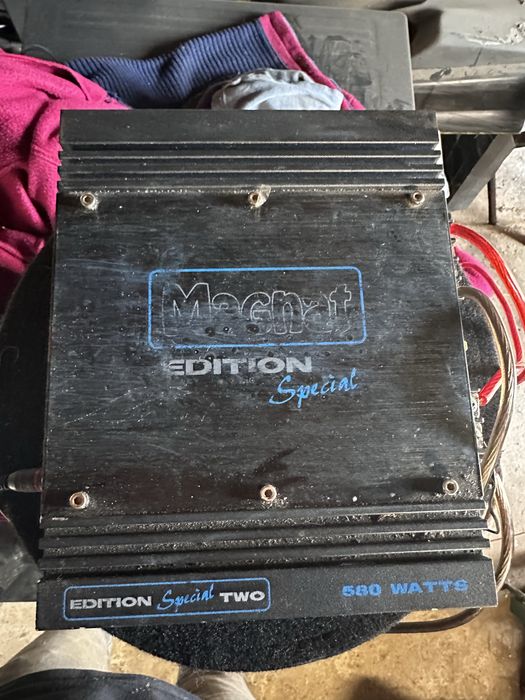 Magnat
EDITION
Special
EDITION Special TWO
580 WATTS